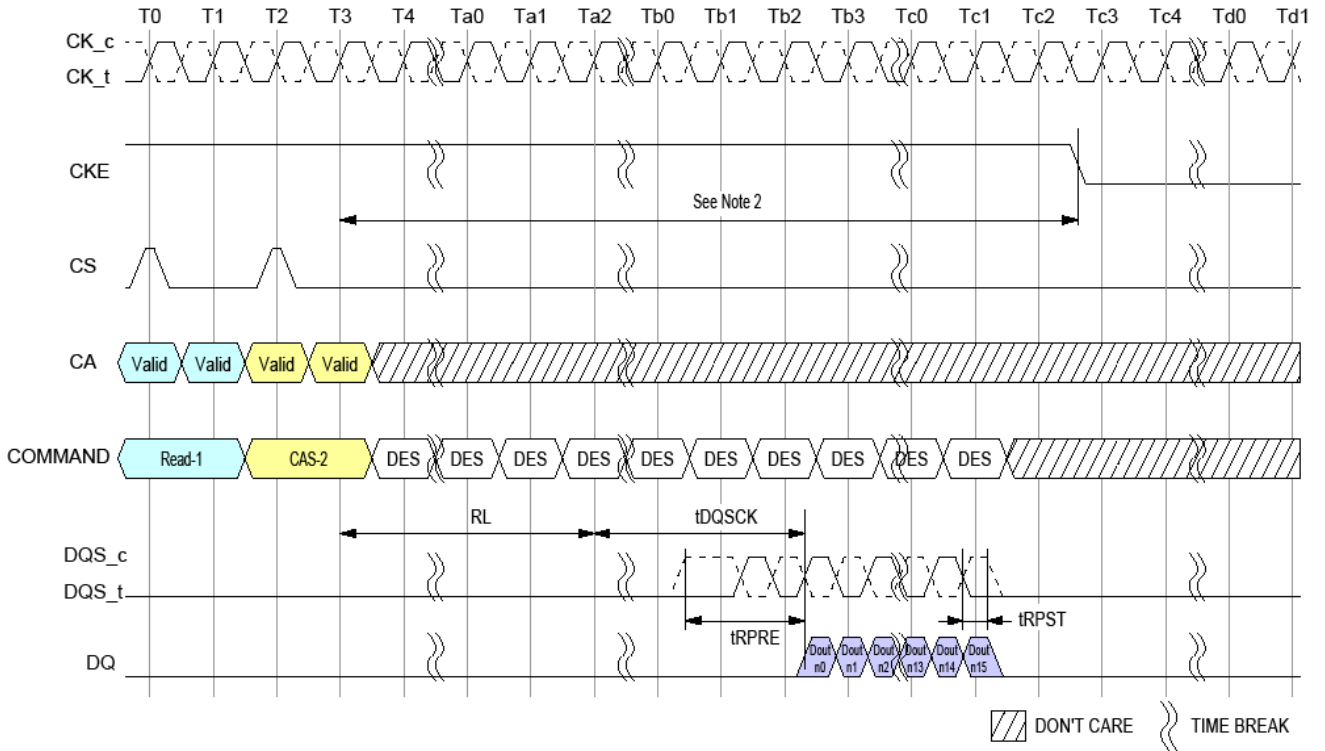 T0 T1 T2 T3 T4 Ta0 Ta1 Ta2 Tb0 Tb1 Tb2 Tb3 Tc0 Tc1 Tc2 Tc3 Tc4 Td0 Td1
CK_c
CK_t
CKE
See Note 2
CS
CA Valid Valid Valid Valid
COMMAND Read-1 CAS-2 DES DES DES DES DES DES DES DES DES DES
RL tDQSCK
DQS_c
DQS_t
tRPRE tRPST
DQ Dout n0 Dout n1 Dout n2 Dout n13 Dout n14 Dout n15
DON'T CARE TIME BREAK